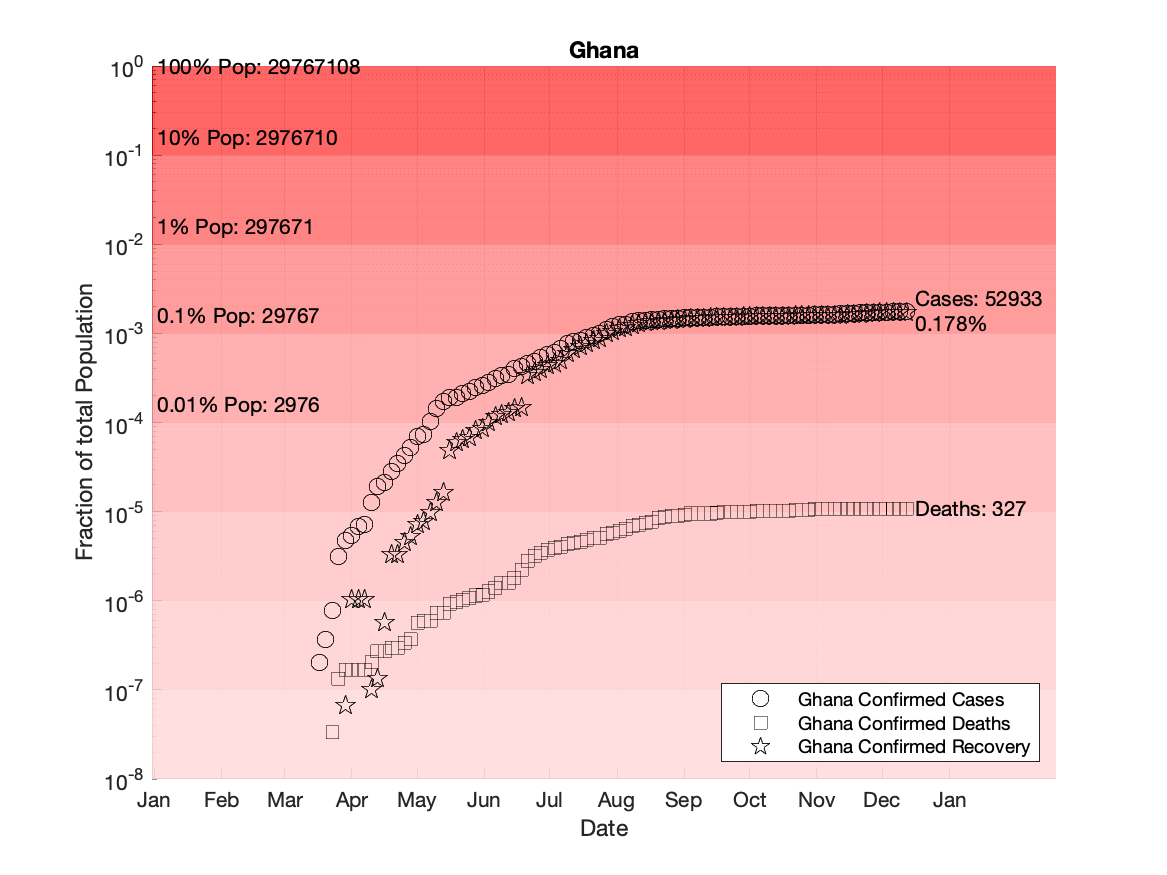 Ghana
10^0
100% Pop: 29767108
10% Pop: 2976710
10^-1
1% Pop: 297671
10^-2
0.1% Pop: 29767
10^-3
0.01% Pop: 2976
10^-4
10^-5
10^-6
10^-7
10^-8
Fraction of total Population
Cases: 52933
0.178%
Deaths: 327
Ghana Confirmed Cases
Ghana Confirmed Deaths
Ghana Confirmed Recovery
Jan Feb Mar Apr May Jun Jul Aug Sep Oct Nov Dec Jan
Date